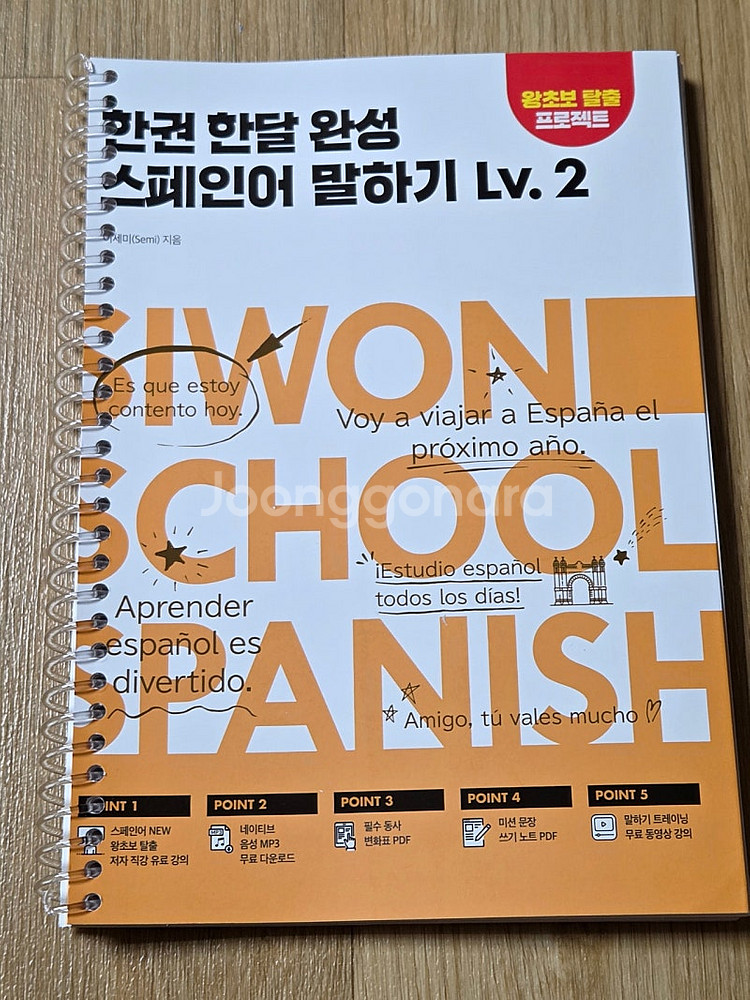 왕초보 탈출
프로젝트
한권 한달 완성
스페인어 말하기 Lv. 2
이세미(Semi) 지음
SIWON
Es que estoy
contento hoy.
Voy a viajar a España el
próximo año.
SCHOOL
Joonggonara
¡Estudio español
todos los días!
Aprender
español es
divertido.
SPANISH
Amigo, tú vales mucho
POINT 1
스페인어 NEW
왕초보 탈출
저자 직강 유료 강의
POINT 2
MP3
네이티브
음성 MP3
무료 다운로드
POINT 3
필수 동사
변화표 PDF
POINT 4
미션 문장
쓰기 노트 PDF
POINT 5
말하기 트레이닝
무료 동영상 강의